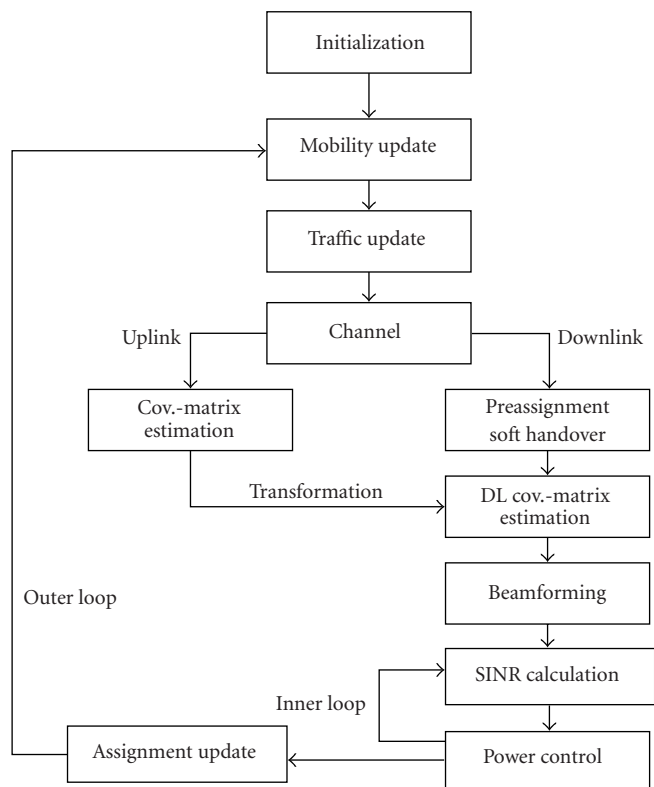 Initialization
Mobility update
Traffic update
Channel
Uplink
Downlink
Cov.-matrix
estimation
Preassignment
soft handover
Transformation
DL cov.-matrix
estimation
Beamforming
Outer loop
SINR calculation
Inner loop
Power control
Assignment update